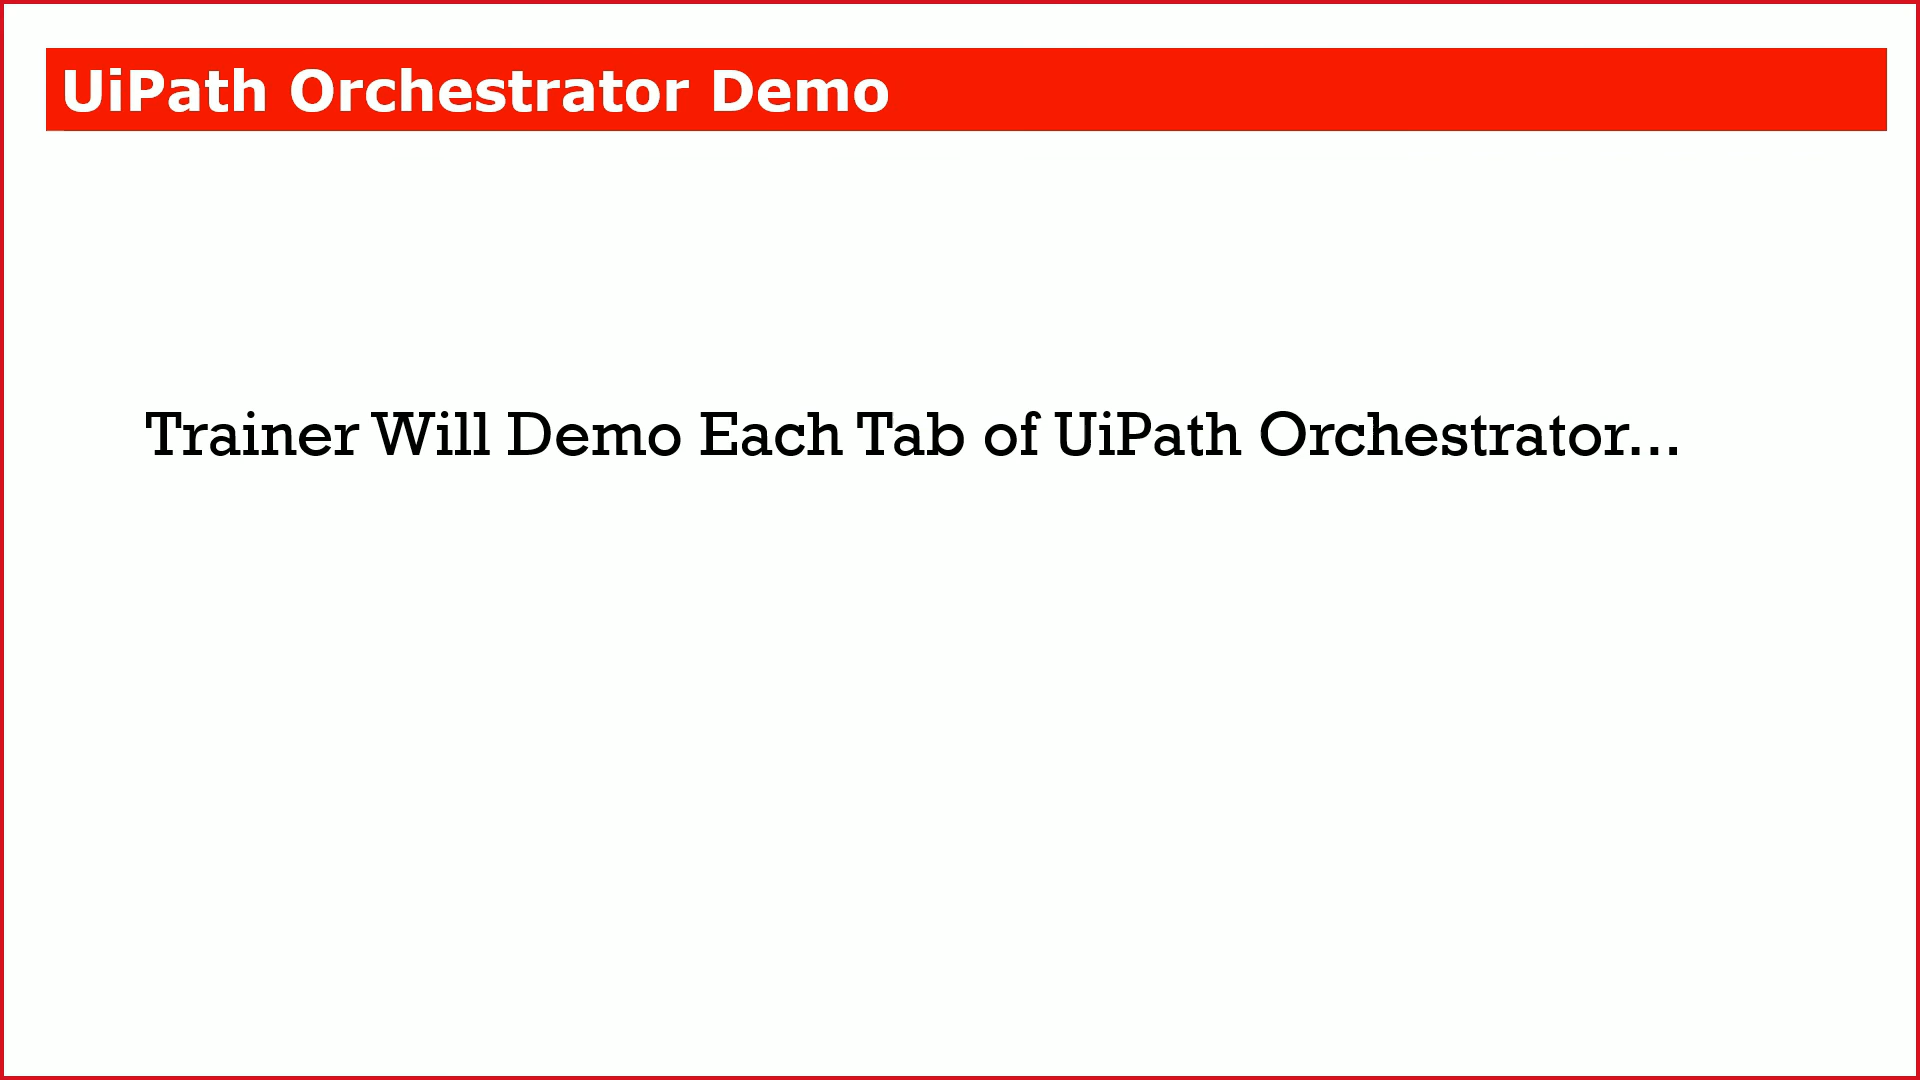 UiPath Orchestrator Demo
Trainer Will Demo Each Tab of UiPath Orchestrator...